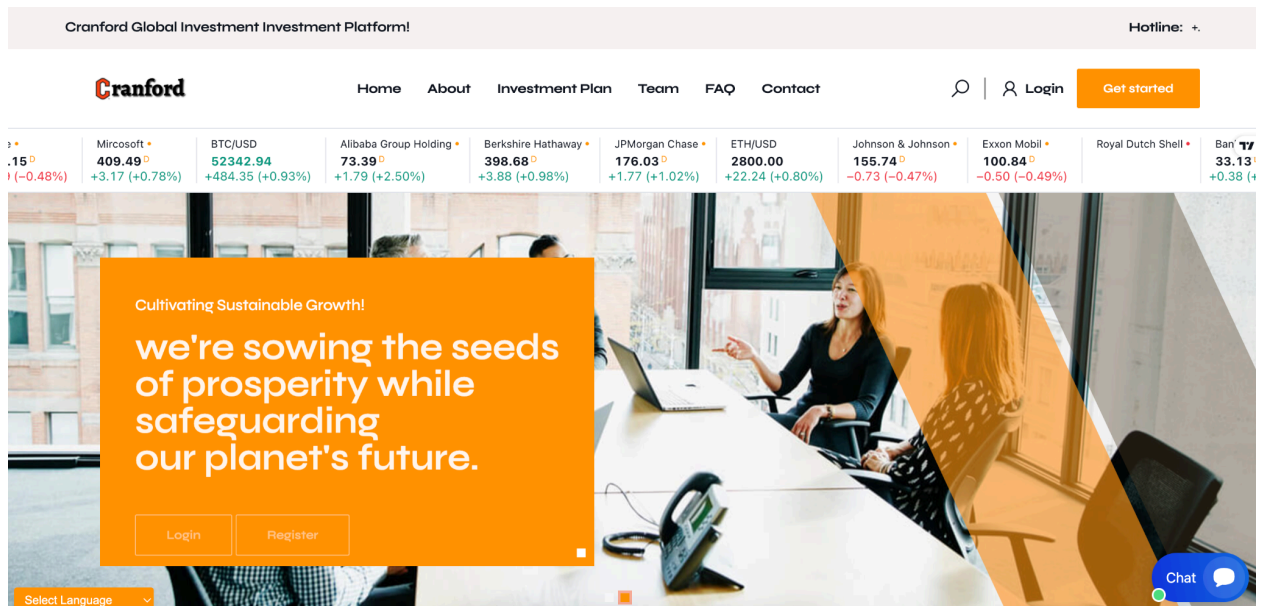 Cranford Global Investment Investment Platform!
Hotline: +.
Cranford
Home About Investment Plan Team FAQ Contact
Login
Get started
.15 D
(−0.48%)
Mircosoft
409.49 D
+3.17 (+0.78%)
BTC/USD
52342.94
+484.35 (+0.93%)
Alibaba Group Holding
73.39 D
+1.79 (+2.50%)
Berkshire Hathaway
398.68 D
+3.88 (+0.98%)
JPMorgan Chase
176.03 D
+1.77 (+1.02%)
ETH/USD
2800.00
+22.24 (+0.80%)
Johnson & Johnson
155.74 D
−0.73 (−0.47%)
Exxon Mobil
100.84 D
−0.50 (−0.49%)
Royal Dutch Shell
Ban
33.13
+0.38 (+
Cultivating Sustainable Growth!
we're sowing the seeds
of prosperity while
safeguarding
our planet's future.
Login
Register
Select Language
Chat